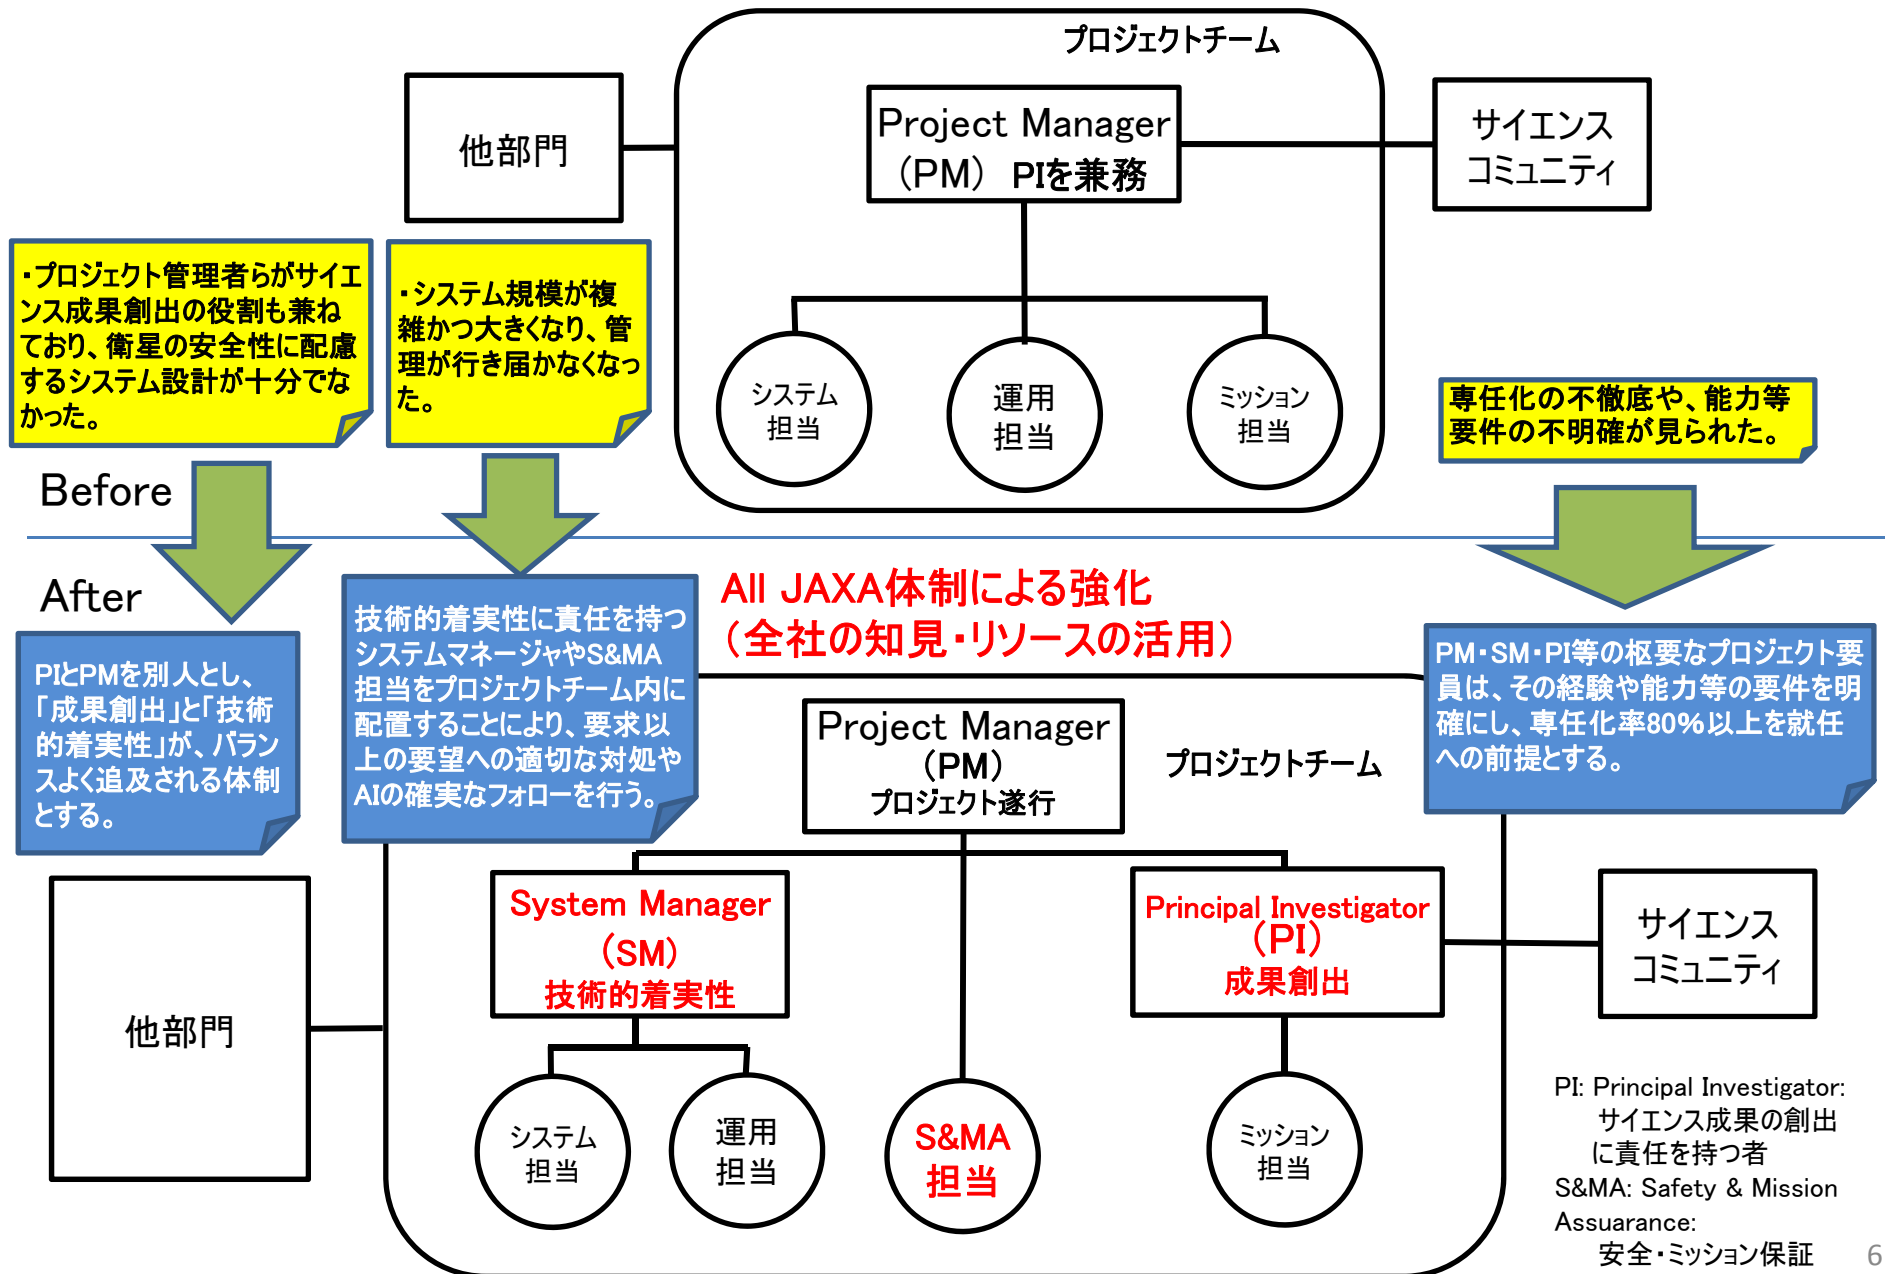 プロジェクトチーム
他部門
Project Manager
(PM) PIを兼務
サイエンス
コミュニティ
・プロジェクト管理者らがサイエ
ンス成果創出の役割も兼ね
ており、衛星の安全性に配慮
するシステム設計が十分でな
かった。
・システム規模が複
雑かつ大きくなり、管
理が行き届かなくなっ
た。
システム
担当
運用
担当
ミッション
担当
専任化の不徹底や、能力等
要件の不明確が見られた。
Before
After
All JAXA体制による強化
(全社の知見・リソースの活用)
PIとPMを別人とし、
「成果創出」と「技術
的着実性」が、バラン
スよく追及される体制
とする。
技術的着実性に責任を持つ
システムマネージャやS&MA
担当をプロジェクトチーム内に
配置することにより、要求以
上の要望への適切な対処や
AIの確実なフォローを行う。
PM・SM・PI等の枢要なプロジェクト要
員は、その経験や能力等の要件を明
確にし、専任化率80%以上を就任
への前提とする。
Project Manager
(PM)
プロジェクト遂行
プロジェクトチーム
System Manager
(SM)
技術的着実性
Principal Investigator
(PI)
成果創出
サイエンス
コミュニティ
他部門
システム
担当
運用
担当
S&MA
担当
ミッション
担当
PI: Principal Investigator:
サイエンス成果の創出
に責任を持つ者
S&MA: Safety & Mission
Assuarance:
安全・ミッション保証
6